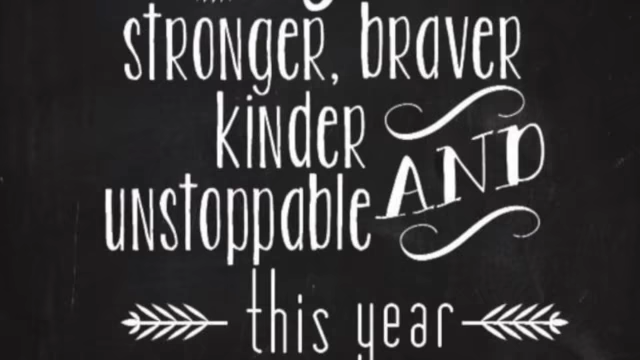 stronger, braver
kinder AND
unstoppable
this year